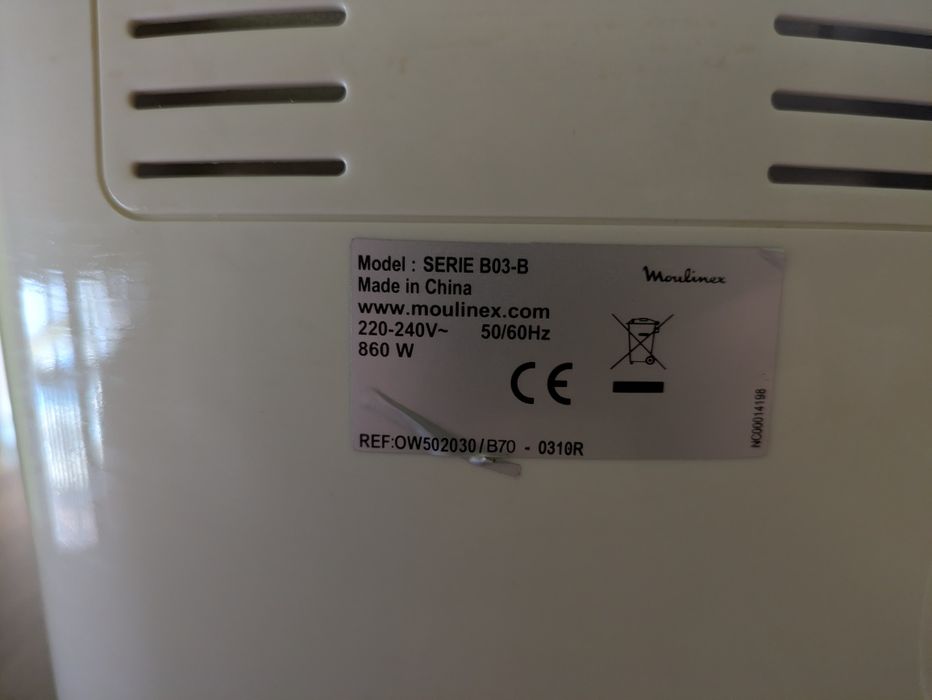 Model : SERIE B03-B
Moulinex
Made in China
www.moulinex.com
220-240V~ 50/60Hz
860 W
CE
REF:OW502030/B70 - 0310R
NC00014198